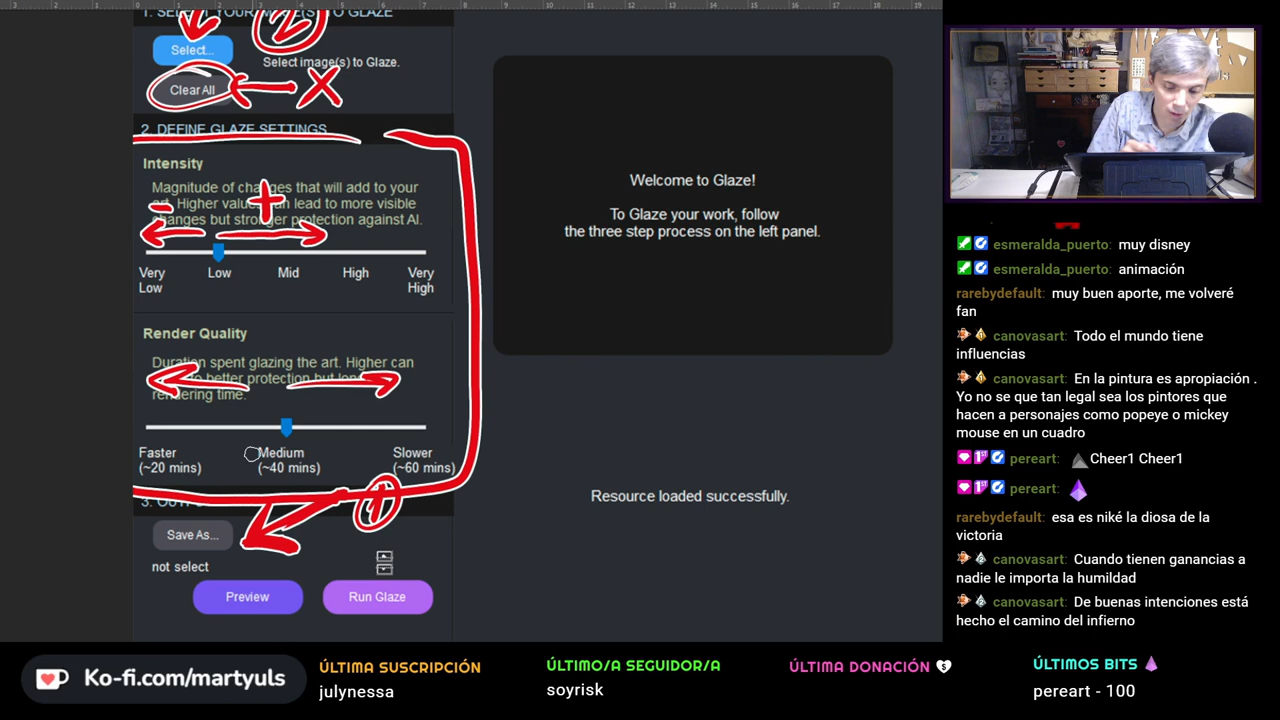 1. SELECT YOUR IMAGE(S) TO GLAZE
Select...
2
Select image(s) to Glaze.
Clear All
X
2. DEFINE GLAZE SETTINGS
Intensity
Magnitude of changes that will add to your
art. Higher values can lead to more visible
changes but stronger protection against AI.
- +
Very Low
Low
Mid
High
Very High
Render Quality
Duration spent glazing the art. Higher can
better protection but
rendering time.
Faster
(~20 mins)
Medium
(~40 mins)
Slower
(~60 mins)
3.
Save As...
not select
Preview
Run Glaze
Welcome to Glaze!
To Glaze your work, follow
the three step process on the left panel.
Resource loaded successfully.
esmeralda_puerto: muy disney
esmeralda_puerto: animación
rarebydefault: muy buen aporte, me volveré
fan
canovasart: Todo el mundo tiene
influencias
canovasart: En la pintura es apropiación .
Yo no se que tan legal sea los pintores que
hacen a personajes como popeye o mickey
mouse en un cuadro
pereart: Cheer1 Cheer1
pereart:
rarebydefault: esa es niké la diosa de la
victoria
canovasart: Cuando tienen ganancias a
nadie le importa la humildad
canovasart: De buenas intenciones está
hecho el camino del infierno
Ko-fi.com/martyuls
ÚLTIMA SUSCRIPCIÓN
julynessa
ÚLTIMO/A SEGUIDOR/A
soyrisk
ÚLTIMA DONACIÓN
ÚLTIMOS BITS
pereart - 100